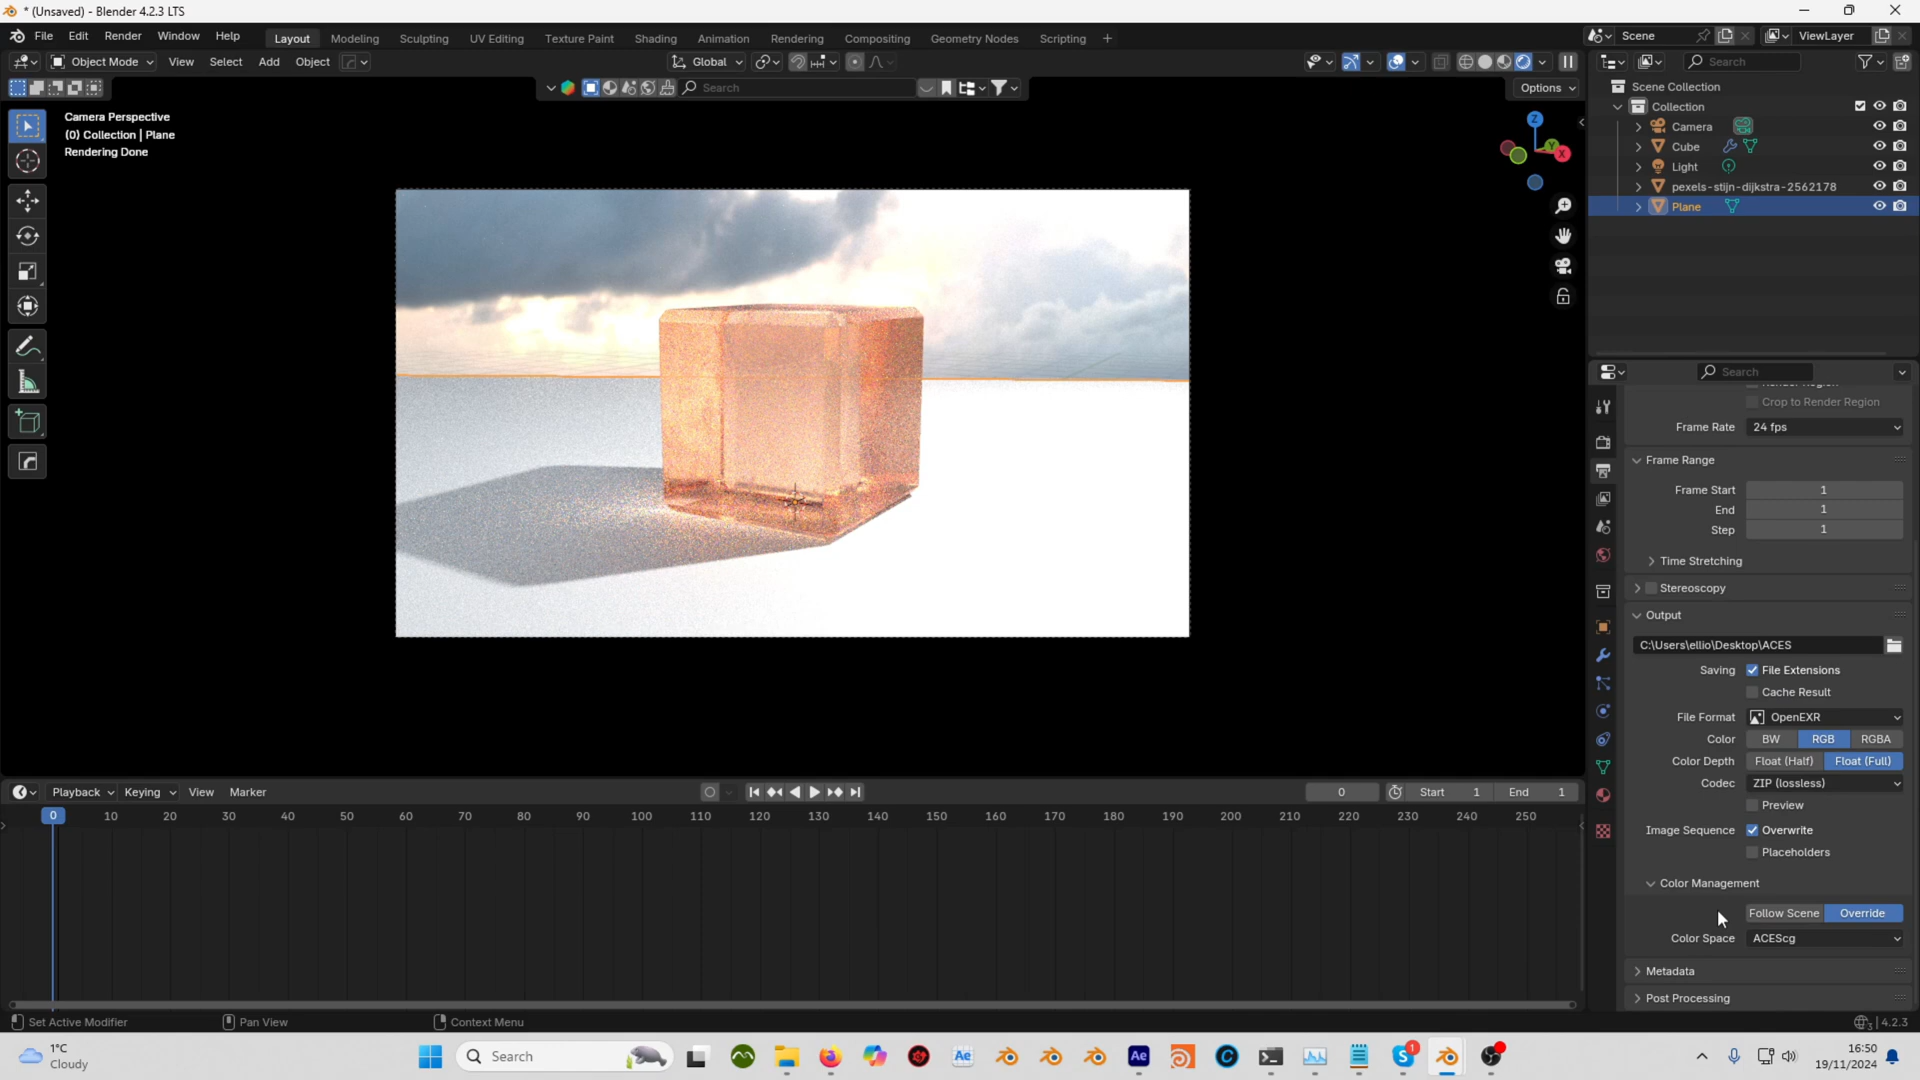 * (Unsaved) - Blender 4.2.3 LTS
File Edit Render Window Help Layout Modeling Sculpting UV Editing Texture Paint Shading Animation Rendering Compositing Geometry Nodes Scripting + Scene ViewLayer
Object Mode View Select Add Object Global Search
Search Options
Camera Perspective
(0) Collection | Plane
Rendering Done
Z
Y
X
Scene Collection
Collection
Camera
Cube
Light
pexels-stijn-dijkstra-2562178
Plane
Search
Crop to Render Region
Frame Rate 24 fps
Frame Range
Frame Start 1
End 1
Step 1
Time Stretching
Stereoscopy
Output
C:\Users\ellio\Desktop\ACES
Saving File Extensions
Cache Result
File Format OpenEXR
Color BW RGB RGBA
Color Depth Float (Half) Float (Full)
Codec ZIP (lossless)
Preview
Image Sequence Overwrite
Placeholders
Color Management
Follow Scene Override
Color Space ACEScg
Metadata
Post Processing
Playback Keying View Marker 0 Start 1 End 1
0 10 20 30 40 50 60 70 80 90 100 110 120 130 140 150 160 170 180 190 200 210 220 230 240 250
Set Active Modifier Pan View Context Menu 4.2.3
1°C
Cloudy
Search
Ae
Ae
1
16:50
19/11/2024